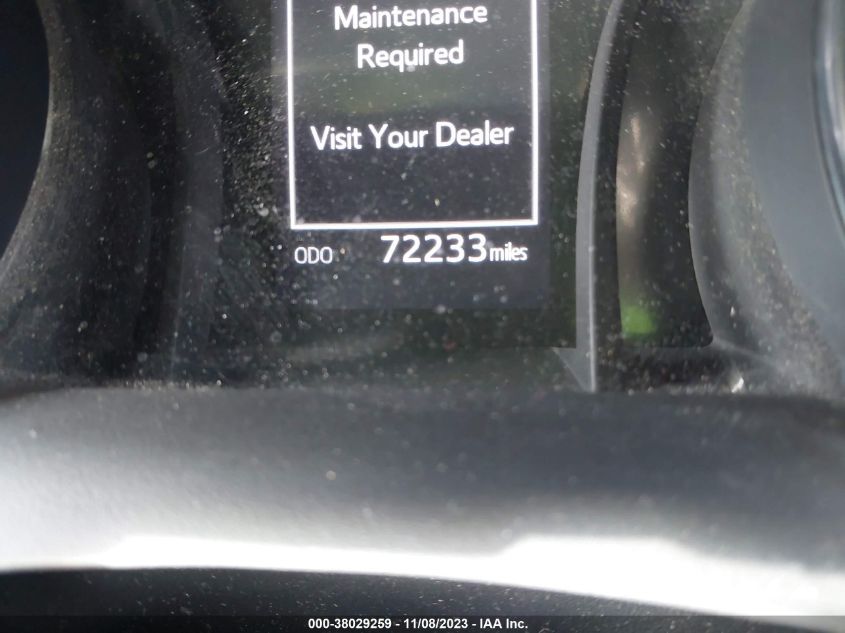 Maintenance
Required
Visit Your Dealer
ODO 72233 miles
000-38029259 - 11/08/2023 - IAA Inc.